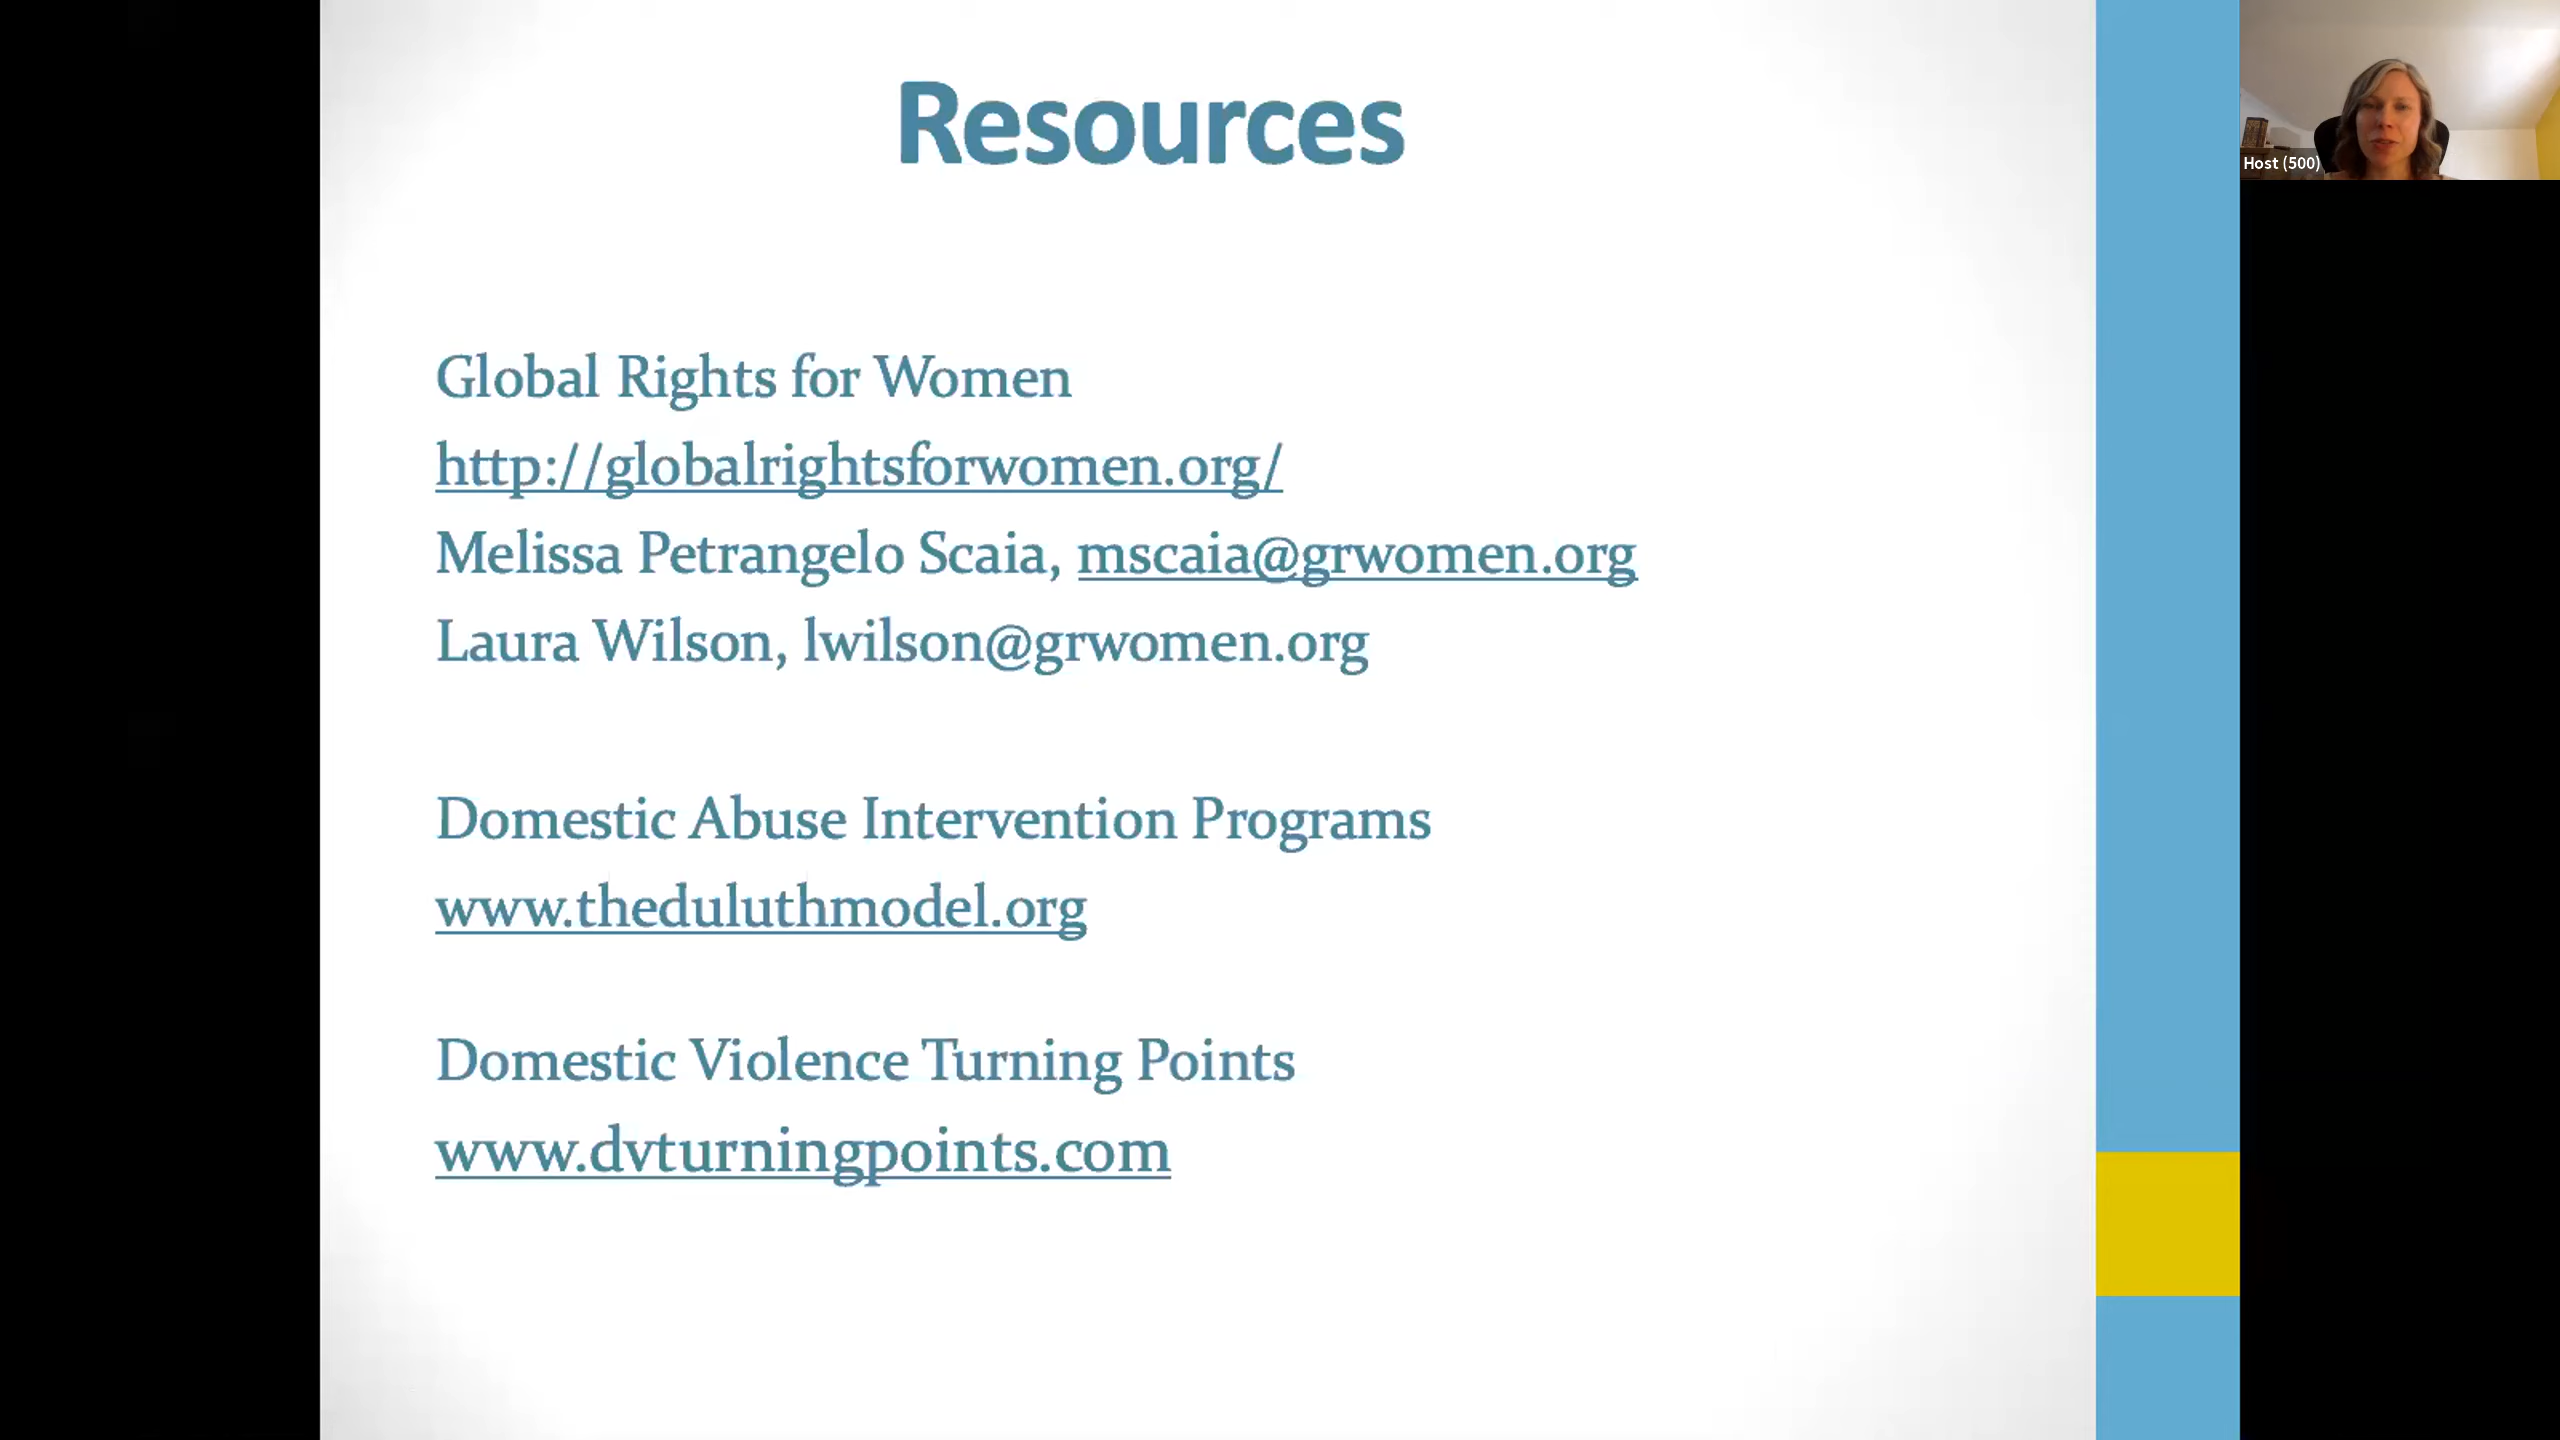 Resources
Global Rights for Women
http://globalrightsforwomen.org/
Melissa Petrangelo Scaia, mscaia@grwomen.org
Laura Wilson, lwilson@grwomen.org
Domestic Abuse Intervention Programs
www.theduluthmodel.org
Domestic Violence Turning Points
www.dvturningpoints.com
Host (500)